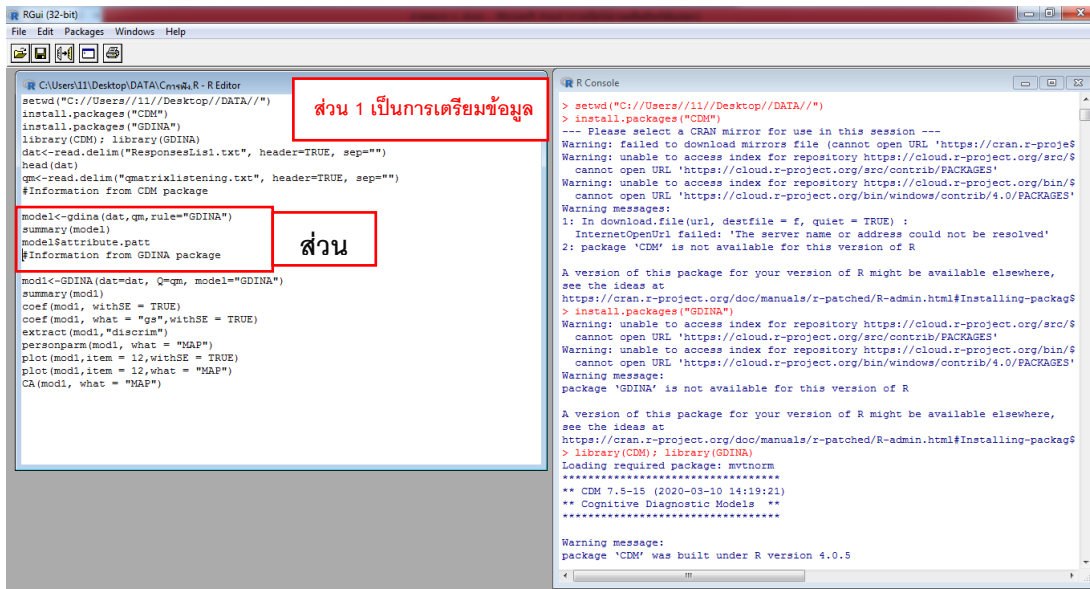 RGui (32-bit)
File Edit Packages Windows Help
C:\Users\11\Desktop\DATA\Cการฟัง.R - R Editor
setwd("C://Users//11//Desktop//DATA//")
install.packages("CDM")
install.packages("GDINA")
library(CDM); library(GDINA)
dat<-read.delim("ResponsesLis1.txt", header=TRUE, sep="")
head(dat)
qm<-read.delim("qmatrixlistening.txt", header=TRUE, sep="")
#Information from CDM package
model<-gdina(dat,qm,rule="GDINA")
summary(model)
model$attribute.patt
#Information from GDINA package
mod1<-GDINA(dat=dat, Q=qm, model="GDINA")
summary(mod1)
coef(mod1, withSE = TRUE)
coef(mod1, what = "gs",withSE = TRUE)
extract(mod1,"discrim")
personparm(mod1, what = "MAP")
plot(mod1,item = 12,withSE = TRUE)
plot(mod1,item = 12,what = "MAP")
CA(mod1, what = "MAP")
ส่วน 1 เป็นการเตรียมข้อมูล
ส่วน
R Console
> setwd("C://Users//11//Desktop//DATA//")
> install.packages("CDM")
--- Please select a CRAN mirror for use in this session ---
Warning: failed to download mirrors file (cannot open URL 'https://cran.r-proje$
Warning: unable to access index for repository https://cloud.r-project.org/src/$
cannot open URL 'https://cloud.r-project.org/src/contrib/PACKAGES'
Warning: unable to access index for repository https://cloud.r-project.org/bin/$
cannot open URL 'https://cloud.r-project.org/bin/windows/contrib/4.0/PACKAGES'
Warning messages:
1: In download.file(url, destfile = f, quiet = TRUE) :
InternetOpenUrl failed: 'The server name or address could not be resolved'
2: package ‘CDM’ is not available for this version of R
A version of this package for your version of R might be available elsewhere,
see the ideas at
https://cran.r-project.org/doc/manuals/r-patched/R-admin.html#Installing-packag$
> install.packages("GDINA")
Warning: unable to access index for repository https://cloud.r-project.org/src/$
cannot open URL 'https://cloud.r-project.org/src/contrib/PACKAGES'
Warning: unable to access index for repository https://cloud.r-project.org/bin/$
cannot open URL 'https://cloud.r-project.org/bin/windows/contrib/4.0/PACKAGES'
Warning message:
package ‘GDINA’ is not available for this version of R
A version of this package for your version of R might be available elsewhere,
see the ideas at
https://cran.r-project.org/doc/manuals/r-patched/R-admin.html#Installing-packag$
> library(CDM); library(GDINA)
Loading required package: mvtnorm
**********************************
** CDM 7.5-15 (2020-03-10 14:19:21)
** Cognitive Diagnostic Models **
**********************************
Warning message:
package ‘CDM’ was built under R version 4.0.5